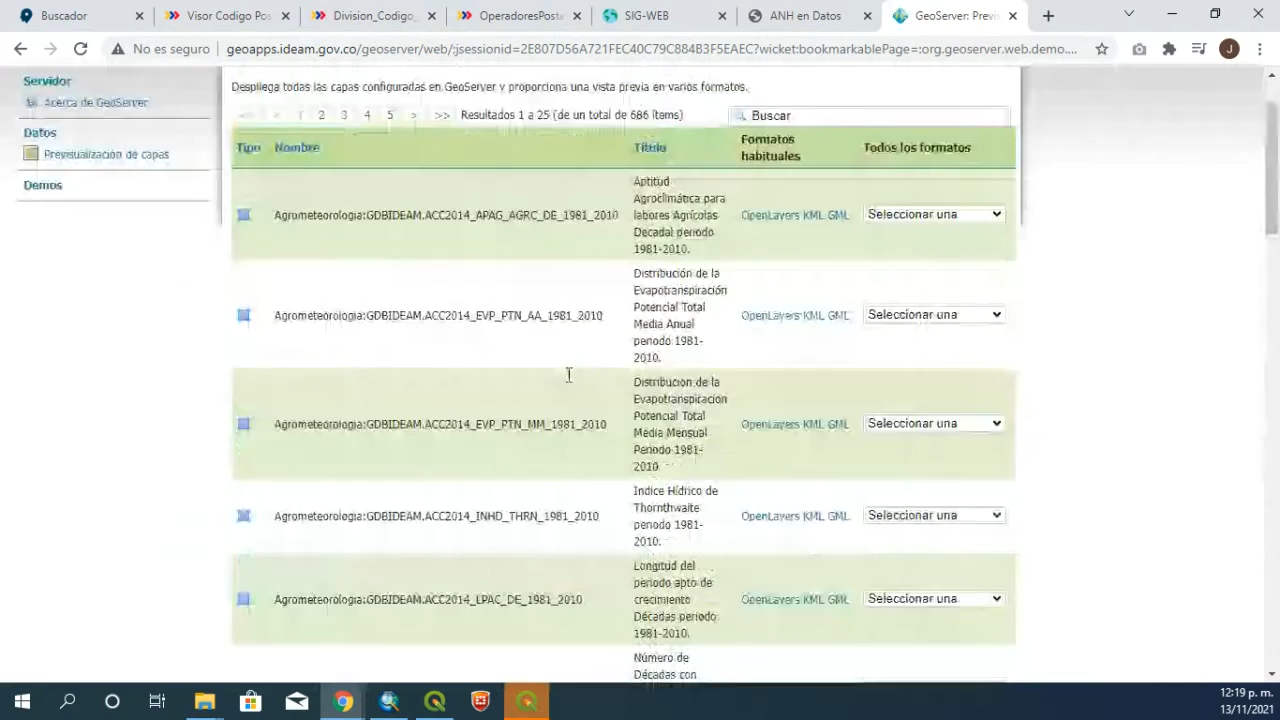 Buscador
Visor Codigo Pos
Division_Codigo_
OperadoresPoste
SIG-WEB
ANH en Datos
GeoServer: Previs
No es seguro
geoapps.ideam.gov.co/geoserver/web/;jsessionid=2E807D56A721FEC40C79C884B3F5EAEC?wicket:bookmarkablePage=:org.geoserver.web.demo....
J
Servidor
Acerca de GeoServer
Datos
Previsualización de capas
Demos
Despliega todas las capas configuradas en GeoServer y proporciona una vista previa en varios formatos.
<< < 1 2 3 4 5 > >> Resultados 1 a 25 (de un total de 686 ítems)
Buscar
Tipo Nombre Título Formatos habituales Todos los formatos
Agrometeorologia:GDBIDEAM.ACC2014_APAG_AGRC_DE_1981_2010
Aptitud
Agroclimática para
labores Agrícolas
Decadal periodo
1981-2010.
OpenLayers KML GML
Seleccionar una
Agrometeorologia:GDBIDEAM.ACC2014_EVP_PTN_AA_1981_2010
Distribución de la
Evapotranspiración
Potencial Total
Media Anual
periodo 1981-
2010.
OpenLayers KML GML
Seleccionar una
Agrometeorologia:GDBIDEAM.ACC2014_EVP_PTN_MM_1981_2010
Distribucion de la
Evapotranspiracion
Potencial Total
Media Mensual
Periodo 1981-
2010.
OpenLayers KML GML
Seleccionar una
Agrometeorologia:GDBIDEAM.ACC2014_INHD_THRN_1981_2010
Indice Hídrico de
Thornthwaite
periodo 1981-
2010.
OpenLayers KML GML
Seleccionar una
Agrometeorologia:GDBIDEAM.ACC2014_LPAC_DE_1981_2010
Longitud del
periodo apto de
crecimiento
Décadas periodo
1981-2010.
OpenLayers KML GML
Seleccionar una
Número de
Décadas con
12:19 p. m.
13/11/2021